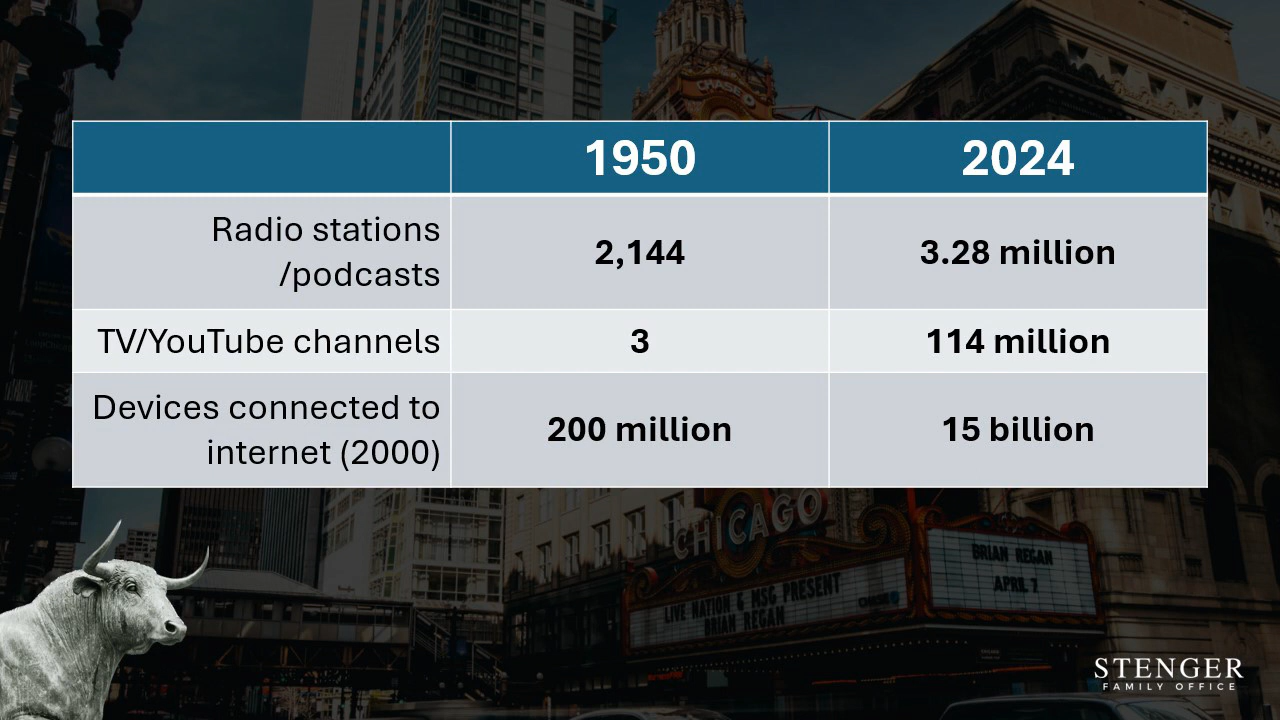 CHASE
1950
2024
Radio stations
/podcasts
2,144
3.28 million
TV/YouTube channels
3
114 million
Devices connected to
internet (2000)
200 million
15 billion
CHICAGO
LIVE NATION & MSG PRESENT
BRIAN REGAN
CHASE
BRIAN REGAN
APRIL 7
STENGER
FAMILY OFFICE